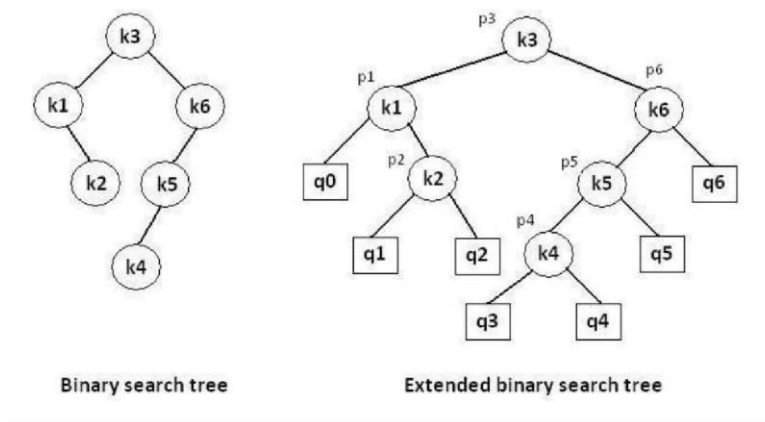 p3
k3
k3
p1
p6
k1
k6
k1
k6
p2
p5
k2
k5
q0
k2
k5
q6
p4
q1
q2
k4
q5
k4
q3
q4
Binary search tree
Extended binary search tree